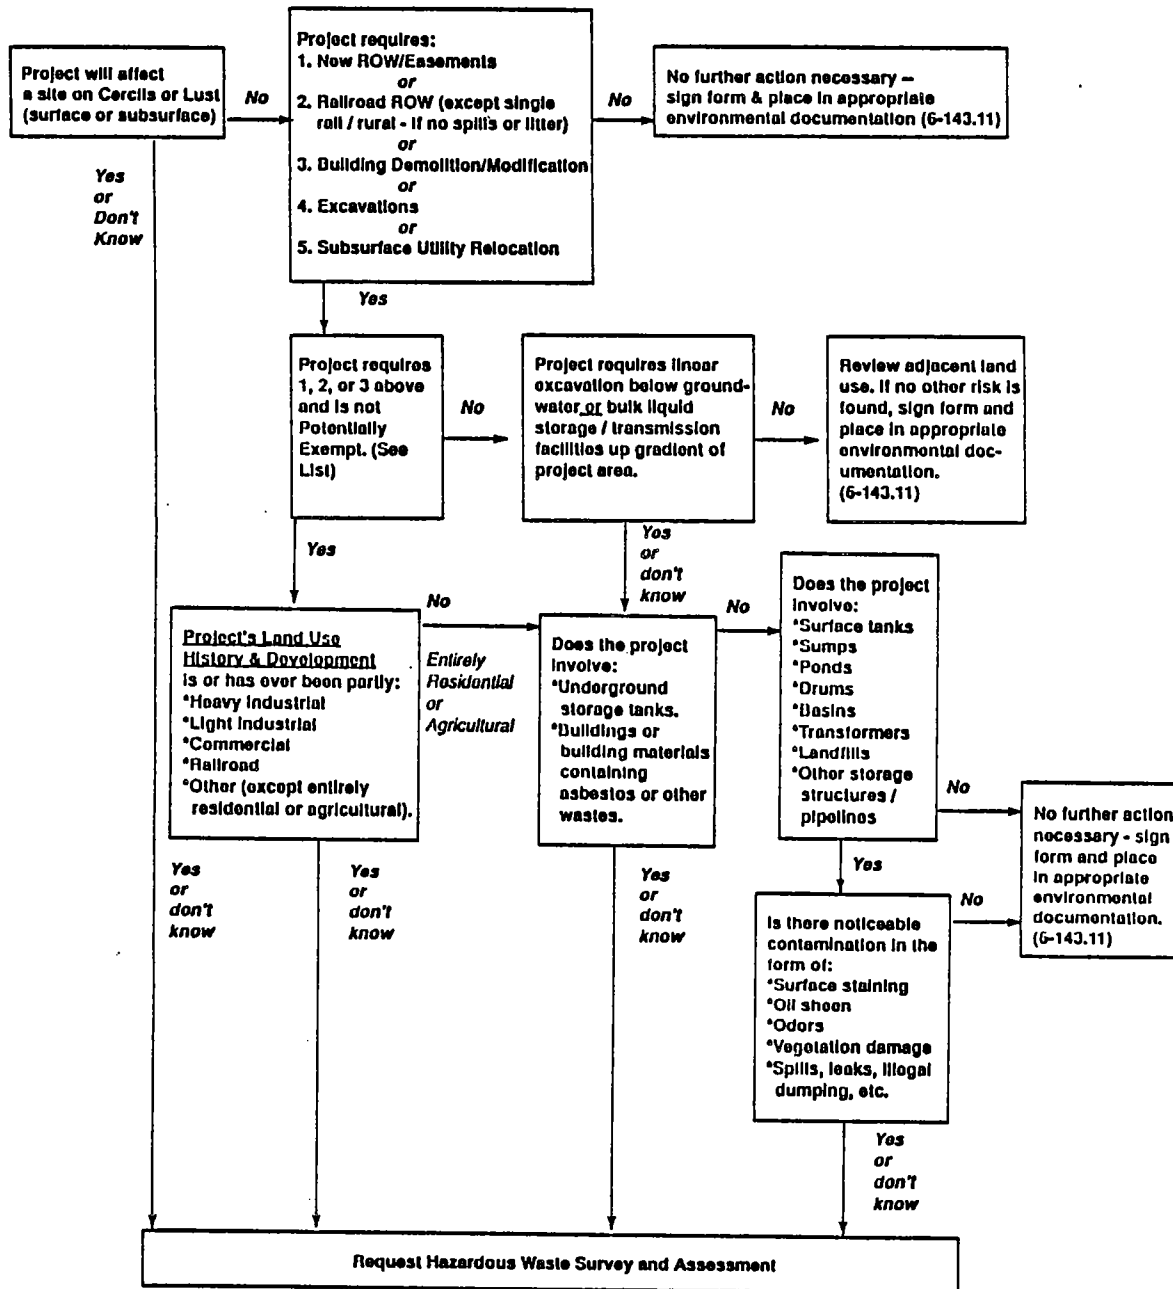 Project will affect
a site on Cerclis or Lust
(surface or subsurface)
No
Project requires:
1. New ROW/Easements
or
2. Railroad ROW (except single
rail / rural - if no spills or litter)
or
3. Building Demolition/Modification
or
4. Excavations
or
5. Subsurface Utility Relocation
No
No further action necessary –
sign form & place in appropriate
environmental documentation (6-143.11)
Yes
or
Don't
Know
Yes
Project requires
1, 2, or 3 above
and is not
Potentially
Exempt. (See
List)
No
Project requires linear
excavation below ground-
water or bulk liquid
storage / transmission
facilities up gradient of
project area.
No
Review adjacent land
use. If no other risk is
found, sign form and
place in appropriate
environmental doc-
umentation.
(6-143.11)
Yes
Yes
or
don't
know
Project's Land Use
History & Development
is or has ever been partly:
*Heavy Industrial
*Light Industrial
*Commercial
*Railroad
*Other (except entirely
residential or agricultural).
No
Entirely
Residential
or
Agricultural
Does the project
involve:
*Underground
storage tanks.
*Buildings or
building materials
containing
asbestos or other
wastes.
No
Does the project
involve:
*Surface tanks
*Sumps
*Ponds
*Drums
*Basins
*Transformers
*Landfills
*Other storage
structures /
pipelines
No
No further action
necessary - sign
form and place
in appropriate
environmental
documentation.
(6-143.11)
Yes
or
don't
know
Yes
or
don't
know
Yes
or
don't
know
Yes
No
Is there noticeable
contamination in the
form of:
*Surface staining
*Oil sheen
*Odors
*Vegetation damage
*Spills, leaks, illegal
dumping, etc.
Yes
or
don't
know
Request Hazardous Waste Survey and Assessment